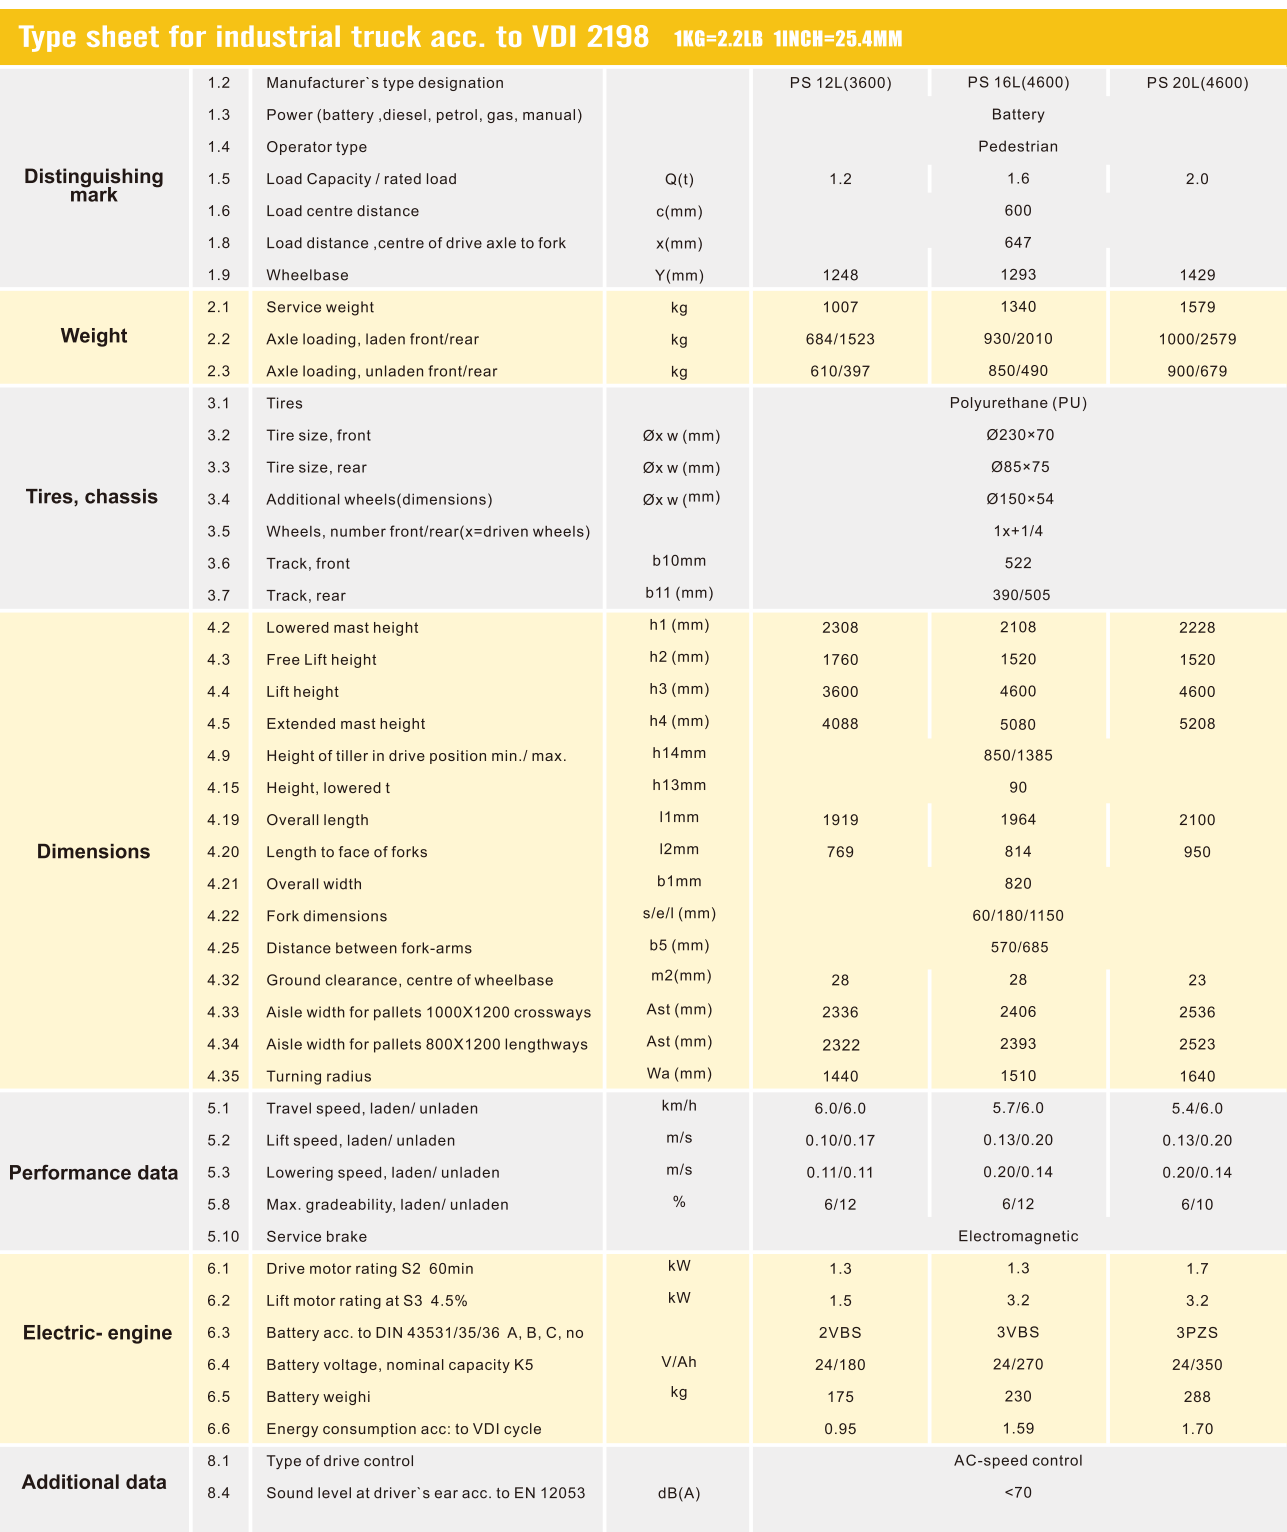 Type sheet for industrial truck acc. to VDI 2198 1KG=2.2LB 1INCH=25.4MM
Distinguishing mark
1.2 Manufacturer`s type designation PS 12L(3600) PS 16L(4600) PS 20L(4600)
1.3 Power (battery ,diesel, petrol, gas, manual) Battery
1.4 Operator type Pedestrian
1.5 Load Capacity / rated load Q(t) 1.2 1.6 2.0
1.6 Load centre distance c(mm) 600
1.8 Load distance ,centre of drive axle to fork x(mm) 647
1.9 Wheelbase Y(mm) 1248 1293 1429
Weight
2.1 Service weight kg 1007 1340 1579
2.2 Axle loading, laden front/rear kg 684/1523 930/2010 1000/2579
2.3 Axle loading, unladen front/rear kg 610/397 850/490 900/679
Tires, chassis
3.1 Tires Polyurethane (PU)
3.2 Tire size, front Øx w (mm) Ø230×70
3.3 Tire size, rear Øx w (mm) Ø85×75
3.4 Additional wheels(dimensions) Øx w (mm) Ø150×54
3.5 Wheels, number front/rear(x=driven wheels) 1x+1/4
3.6 Track, front b10mm 522
3.7 Track, rear b11 (mm) 390/505
Dimensions
4.2 Lowered mast height h1 (mm) 2308 2108 2228
4.3 Free Lift height h2 (mm) 1760 1520 1520
4.4 Lift height h3 (mm) 3600 4600 4600
4.5 Extended mast height h4 (mm) 4088 5080 5208
4.9 Height of tiller in drive position min./ max. h14mm 850/1385
4.15 Height, lowered t h13mm 90
4.19 Overall length l1mm 1919 1964 2100
4.20 Length to face of forks l2mm 769 814 950
4.21 Overall width b1mm 820
4.22 Fork dimensions s/e/l (mm) 60/180/1150
4.25 Distance between fork-arms b5 (mm) 570/685
4.32 Ground clearance, centre of wheelbase m2(mm) 28 28 23
4.33 Aisle width for pallets 1000X1200 crossways Ast (mm) 2336 2406 2536
4.34 Aisle width for pallets 800X1200 lengthways Ast (mm) 2322 2393 2523
4.35 Turning radius Wa (mm) 1440 1510 1640
Performance data
5.1 Travel speed, laden/ unladen km/h 6.0/6.0 5.7/6.0 5.4/6.0
5.2 Lift speed, laden/ unladen m/s 0.10/0.17 0.13/0.20 0.13/0.20
5.3 Lowering speed, laden/ unladen m/s 0.11/0.11 0.20/0.14 0.20/0.14
5.8 Max. gradeability, laden/ unladen % 6/12 6/12 6/10
5.10 Service brake Electromagnetic
Electric- engine
6.1 Drive motor rating S2 60min kW 1.3 1.3 1.7
6.2 Lift motor rating at S3 4.5% kW 1.5 3.2 3.2
6.3 Battery acc. to DIN 43531/35/36 A, B, C, no 2VBS 3VBS 3PZS
6.4 Battery voltage, nominal capacity K5 V/Ah 24/180 24/270 24/350
6.5 Battery weighi kg 175 230 288
6.6 Energy consumption acc: to VDI cycle 0.95 1.59 1.70
Additional data
8.1 Type of drive control AC-speed control
8.4 Sound level at driver`s ear acc. to EN 12053 dB(A) <70